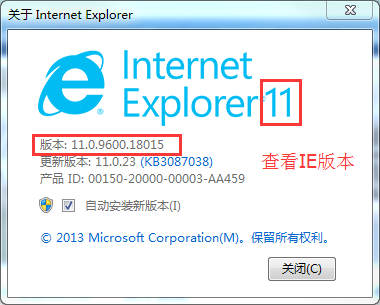 关于 Internet Explorer
Internet
Explorer 11
版本: 11.0.9600.18015
更新版本: 11.0.23 (KB3087038)
查看IE版本
产品 ID: 00150-20000-00003-AA459
自动安装新版本(I)
© 2013 Microsoft Corporation(M)。保留所有权利。
关闭(C)